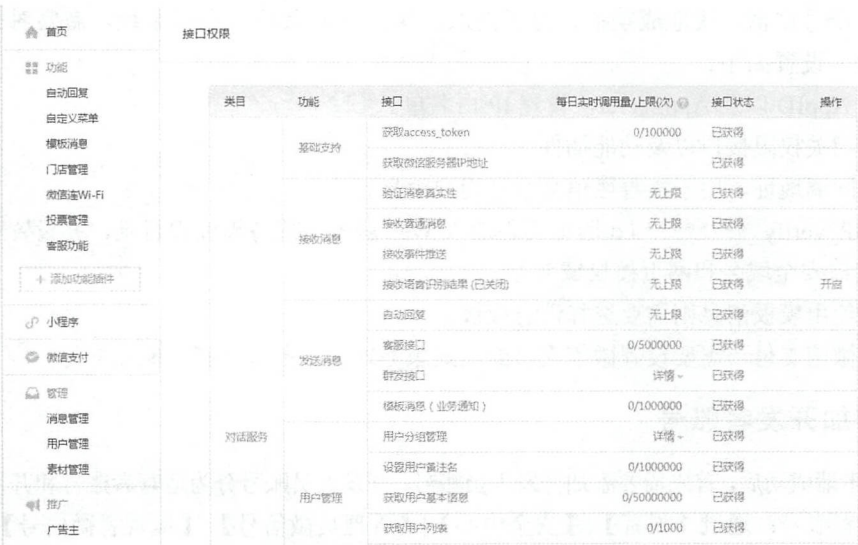 首页
接口权限
功能
自动回复
自定义菜单
模板消息
门店管理
微信连Wi-Fi
投票管理
客服功能
+ 添加功能插件
小程序
微信支付
管理
消息管理
用户管理
素材管理
推广
广告主
类目 功能 接口 每日实时调用量/上限(次) 接口状态 操作
对话服务
基础支持
获取access_token 0/100000 已获得
获取微信服务器IP地址 已获得
接收消息
验证消息真实性 无上限 已获得
接收普通消息 无上限 已获得
接收事件推送 无上限 已获得
接收语音识别结果 (已关闭) 无上限 已获得 开启
发送消息
自动回复 无上限 已获得
客服接口 0/5000000 已获得
群发接口 详情 已获得
模板消息 ( 业务通知 ) 0/1000000 已获得
用户管理
用户分组管理 详情 已获得
设置用户备注名 0/1000000 已获得
获取用户基本信息 0/50000000 已获得
获取用户列表 0/1000 已获得